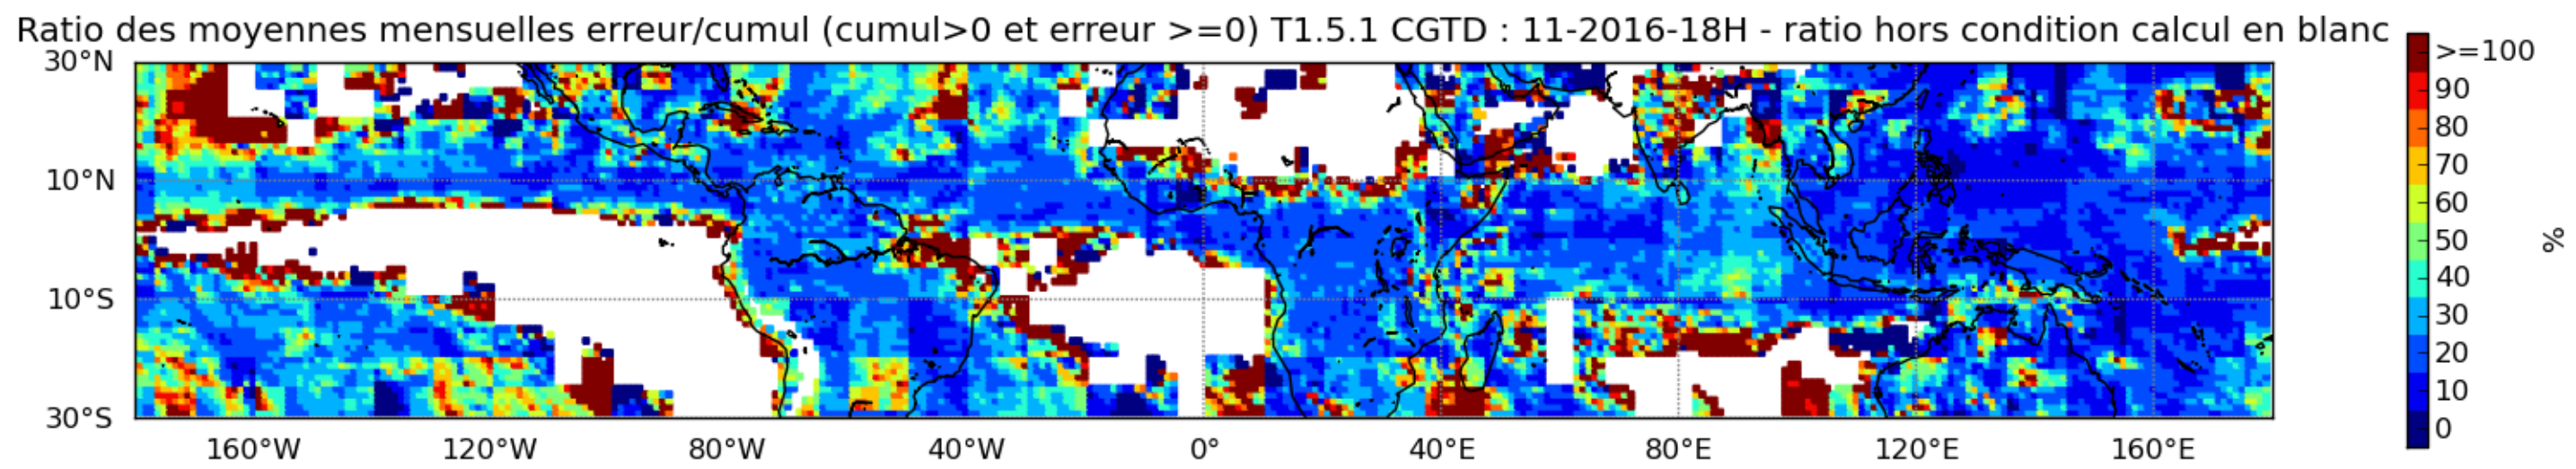 Ratio des moyennes mensuelles erreur/cumul (cumul>0 et erreur >=0) T1.5.1 CGTD : 11-2016-18H - ratio hors condition calcul en blanc
30°N
10°N
10°S
30°S
160°W 120°W 80°W 40°W 0° 40°E 80°E 120°E 160°E
>=100
90
80
70
60
50
40
30
20
10
0
%